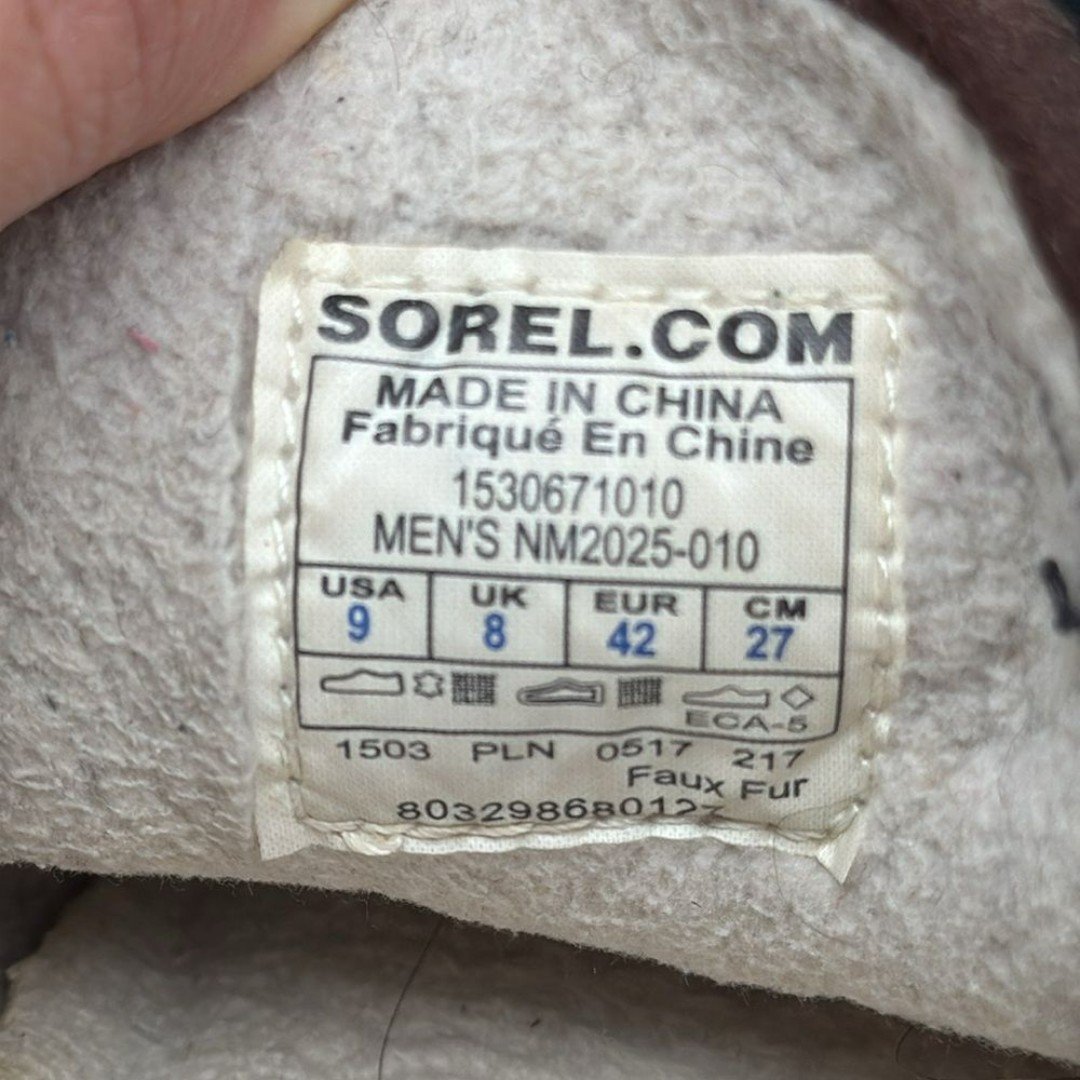 SOREL.COM
MADE IN CHINA
Fabriqué En Chine
1530671010
MEN'S NM2025-010
USA UK EUR CM
9 8 42 27
ECA-5
1503 PLN 0517 217
Faux Fur